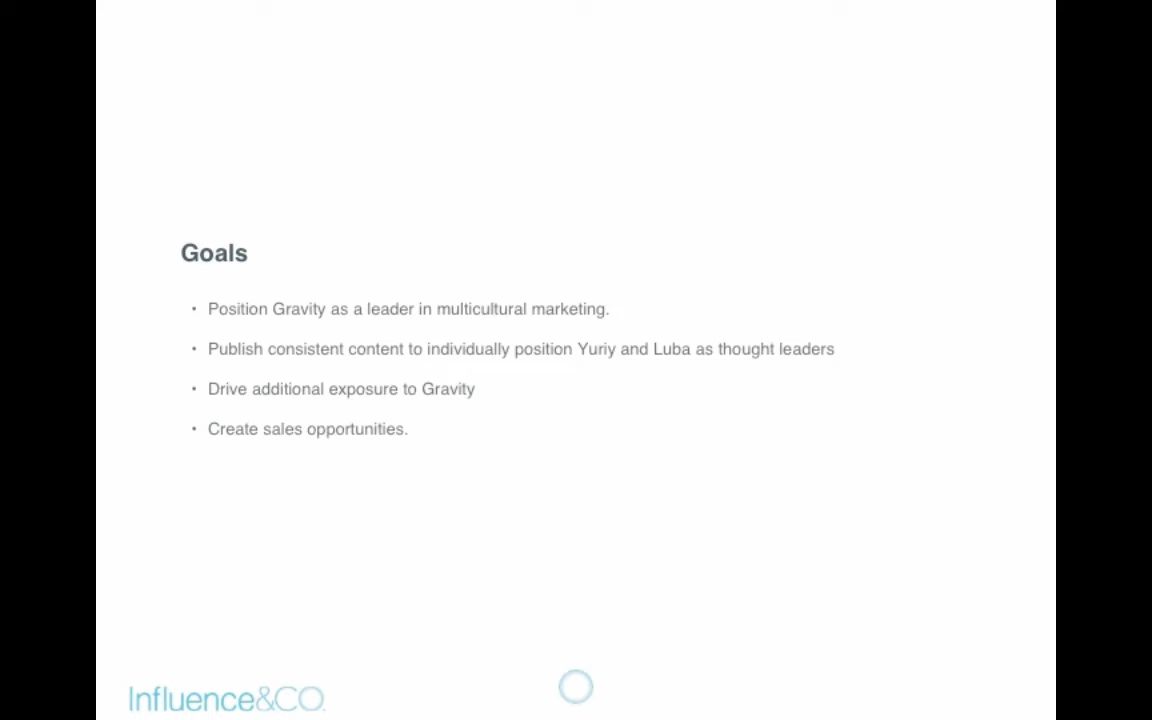 Goals
• Position Gravity as a leader in multicultural marketing.
• Publish consistent content to individually position Yuriy and Luba as thought leaders
• Drive additional exposure to Gravity
• Create sales opportunities.
Influence&CO.